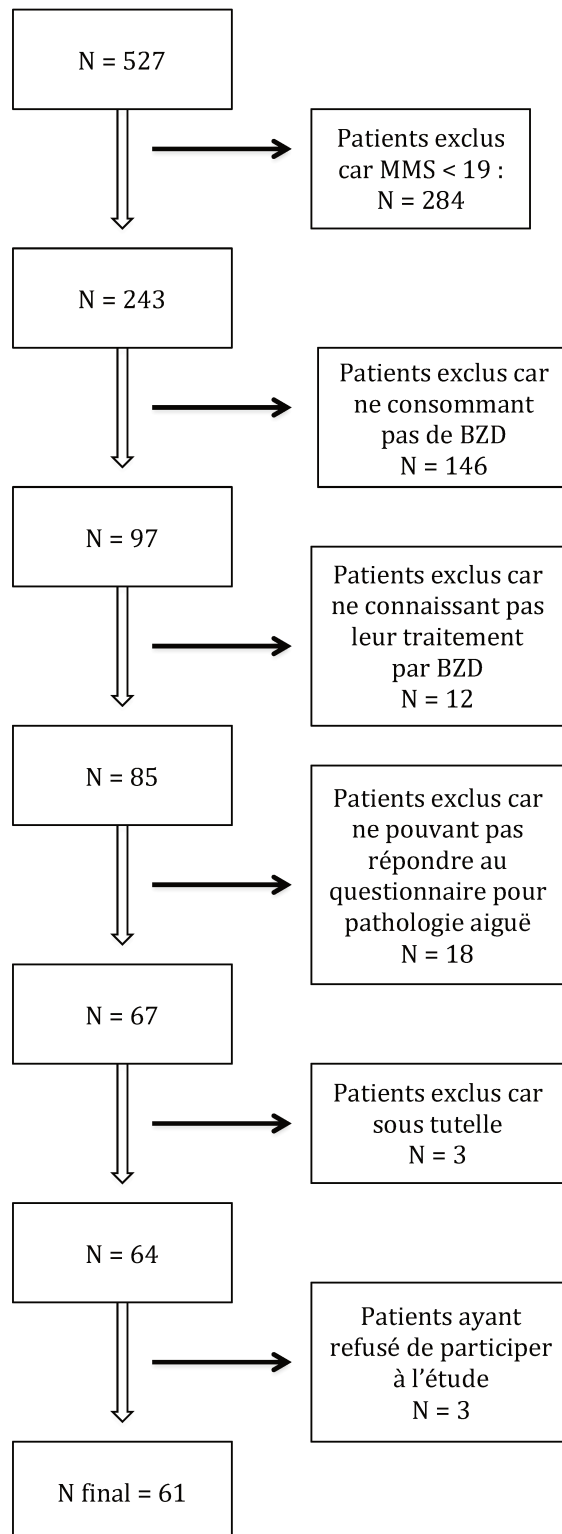 N = 527
Patients exclus
car MMS < 19 :
N = 284
N = 243
Patients exclus car
ne consommant
pas de BZD
N = 146
N = 97
Patients exclus car
ne connaissant pas
leur traitement
par BZD
N = 12
N = 85
Patients exclus car
ne pouvant pas
répondre au
questionnaire pour
pathologie aiguë
N = 18
N = 67
Patients exclus car
sous tutelle
N = 3
N = 64
Patients ayant
refusé de participer
à l’étude
N = 3
N final = 61